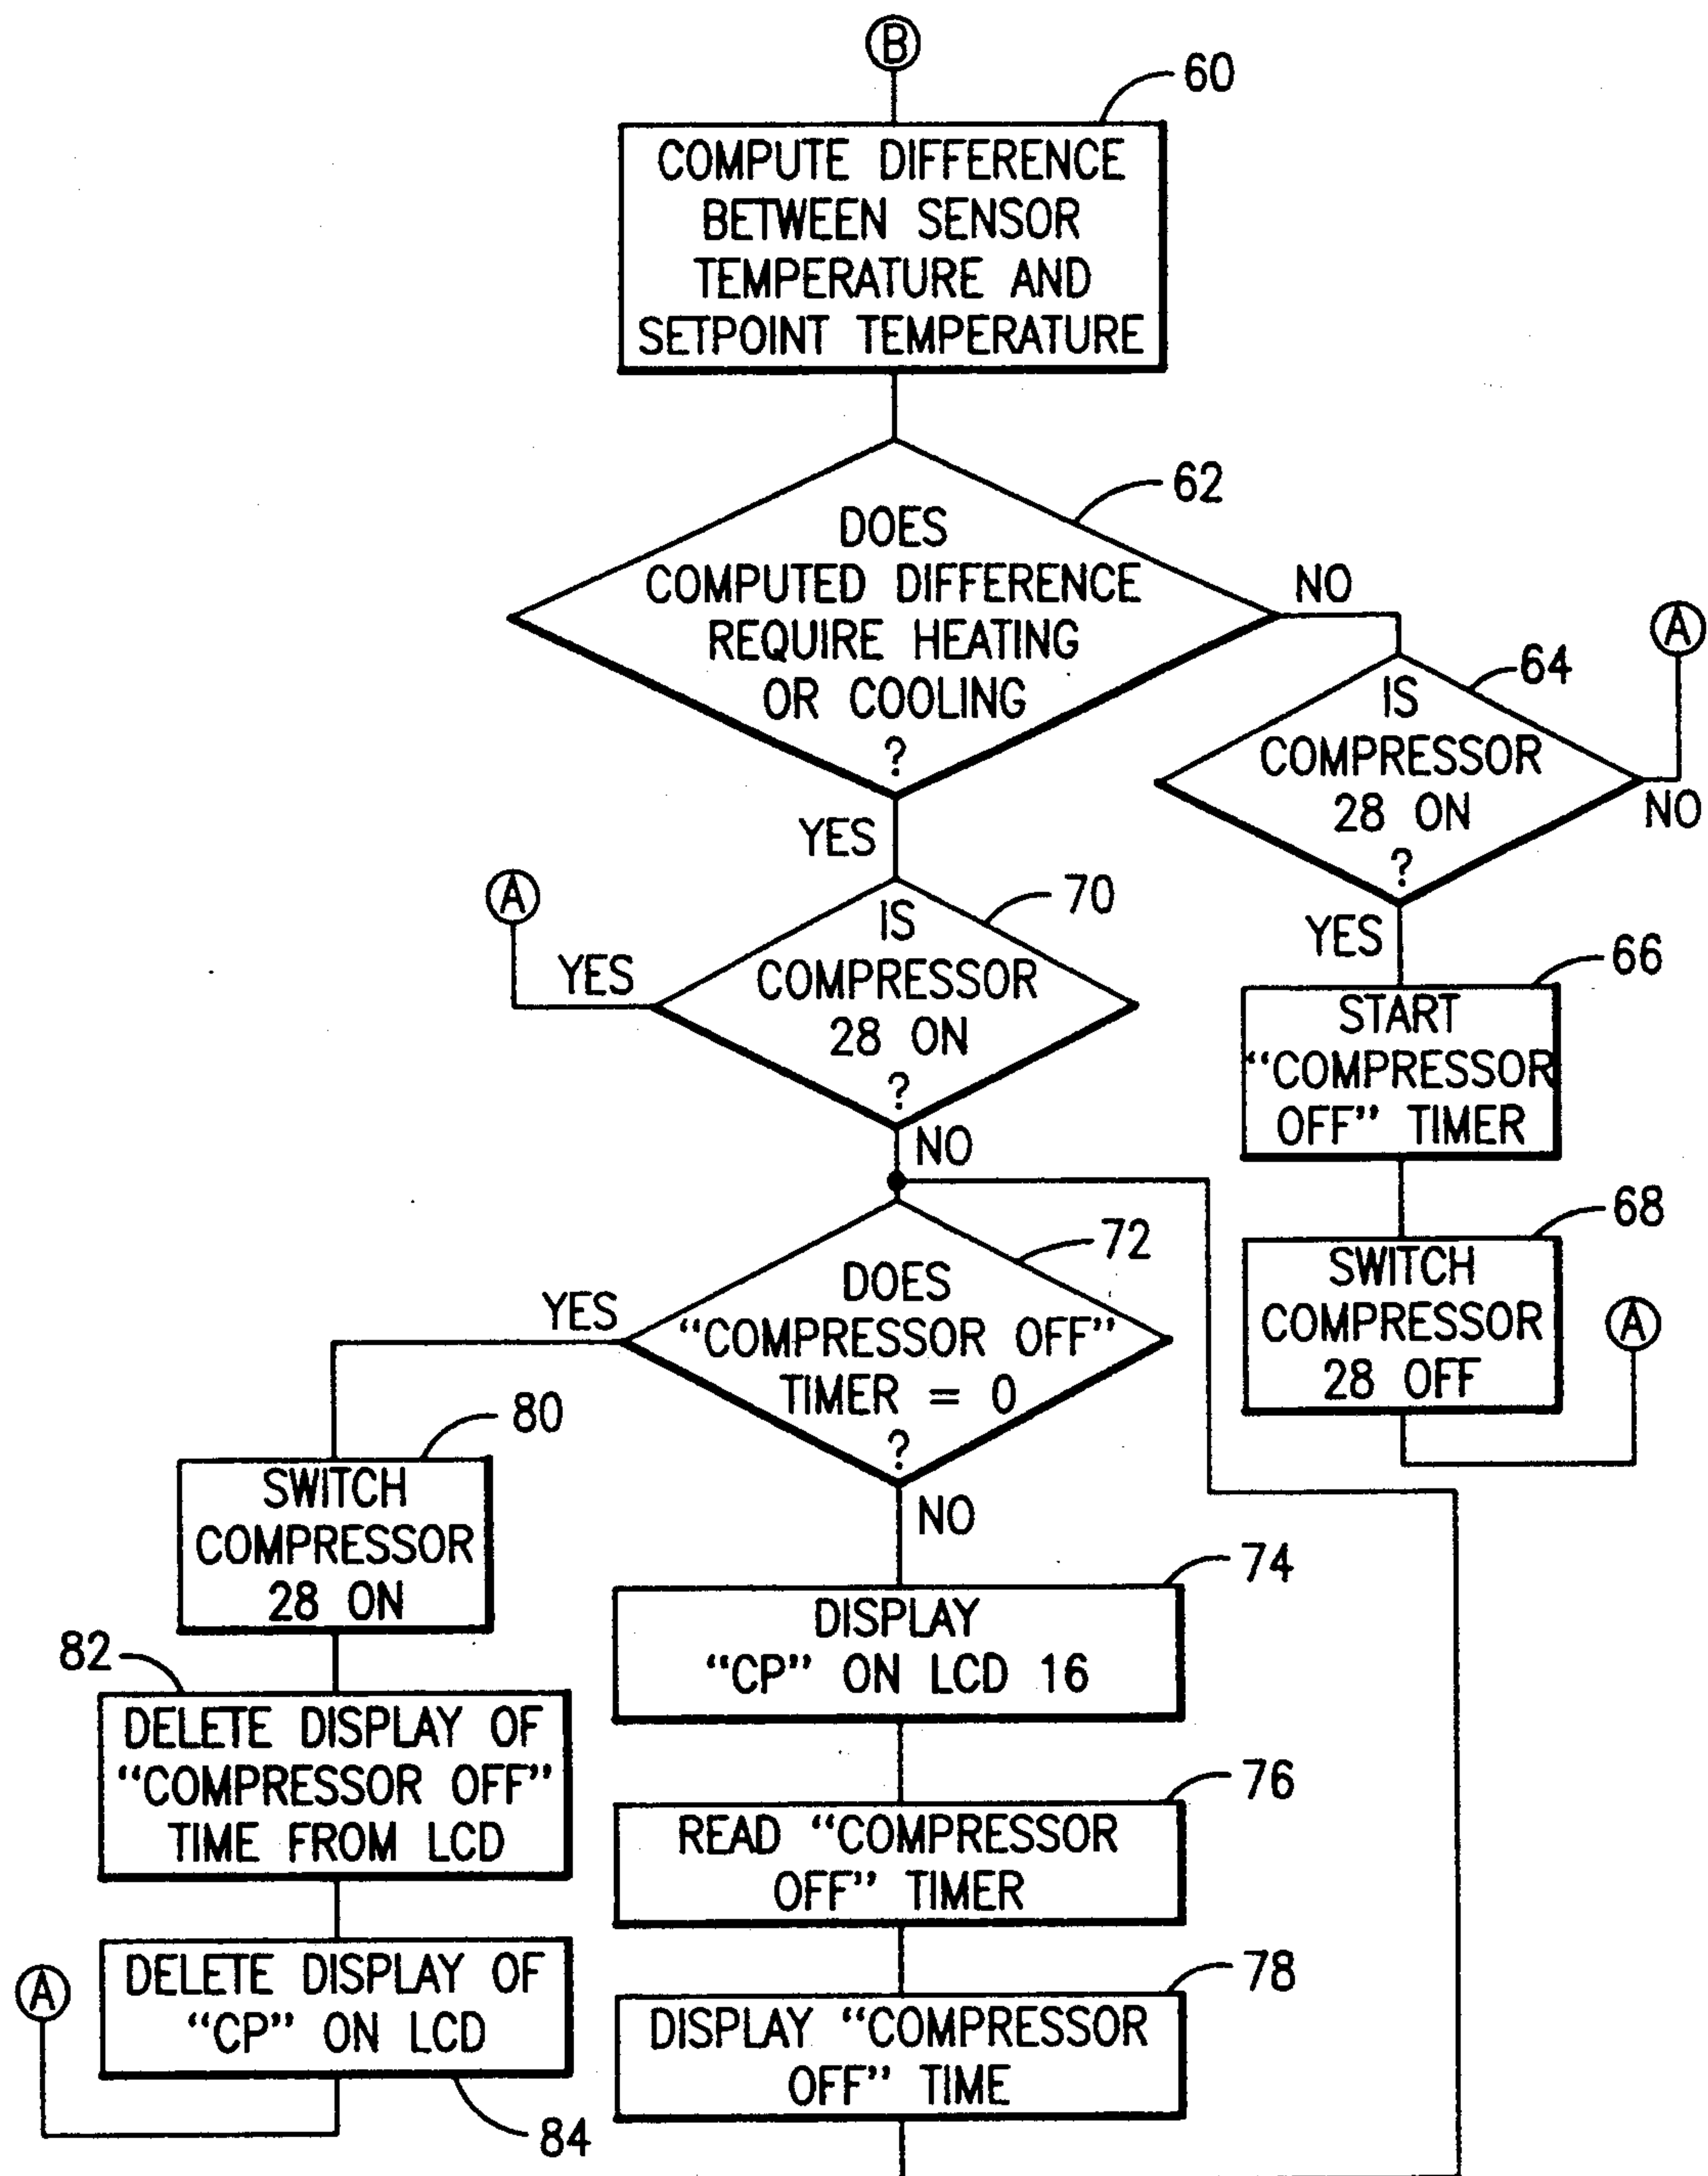 B
60
COMPUTE DIFFERENCE
BETWEEN SENSOR
TEMPERATURE AND
SETPOINT TEMPERATURE
62
DOES
COMPUTED DIFFERENCE
REQUIRE HEATING
OR COOLING
?
NO
A
64
IS
COMPRESSOR
28 ON
?
NO
YES
YES
A
70
IS
COMPRESSOR
28 ON
?
YES
NO
66
START
“COMPRESSOR
OFF” TIMER
68
SWITCH
COMPRESSOR
28 OFF
A
72
DOES
“COMPRESSOR OFF”
TIMER = 0
?
YES
NO
80
SWITCH
COMPRESSOR
28 ON
82
DELETE DISPLAY OF
“COMPRESSOR OFF”
TIME FROM LCD
A
DELETE DISPLAY OF
“CP” ON LCD
84
74
DISPLAY
“CP” ON LCD 16
76
READ “COMPRESSOR
OFF” TIMER
78
DISPLAY “COMPRESSOR
OFF” TIME